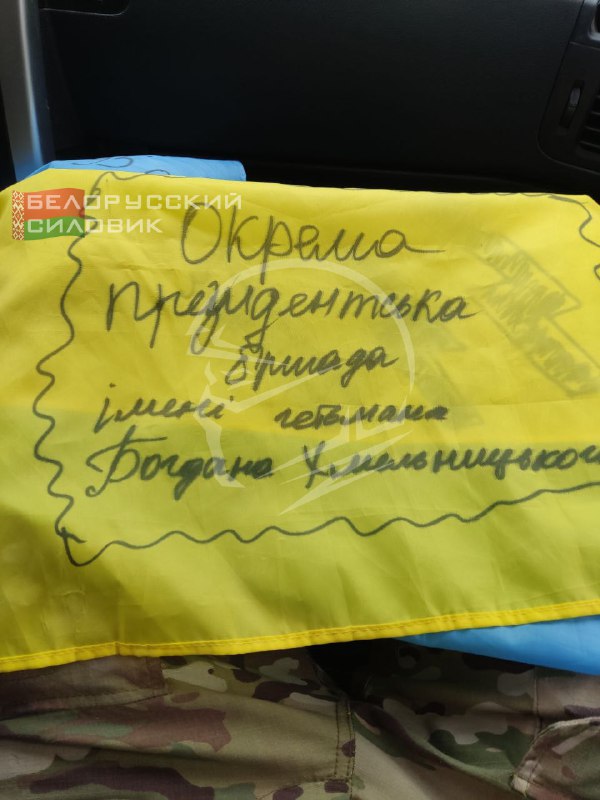 БЕЛОРУССКИЙ
СИЛОВИК
Окрема
президентська
бригада
імені гетьмана
Богдана Хмельницького